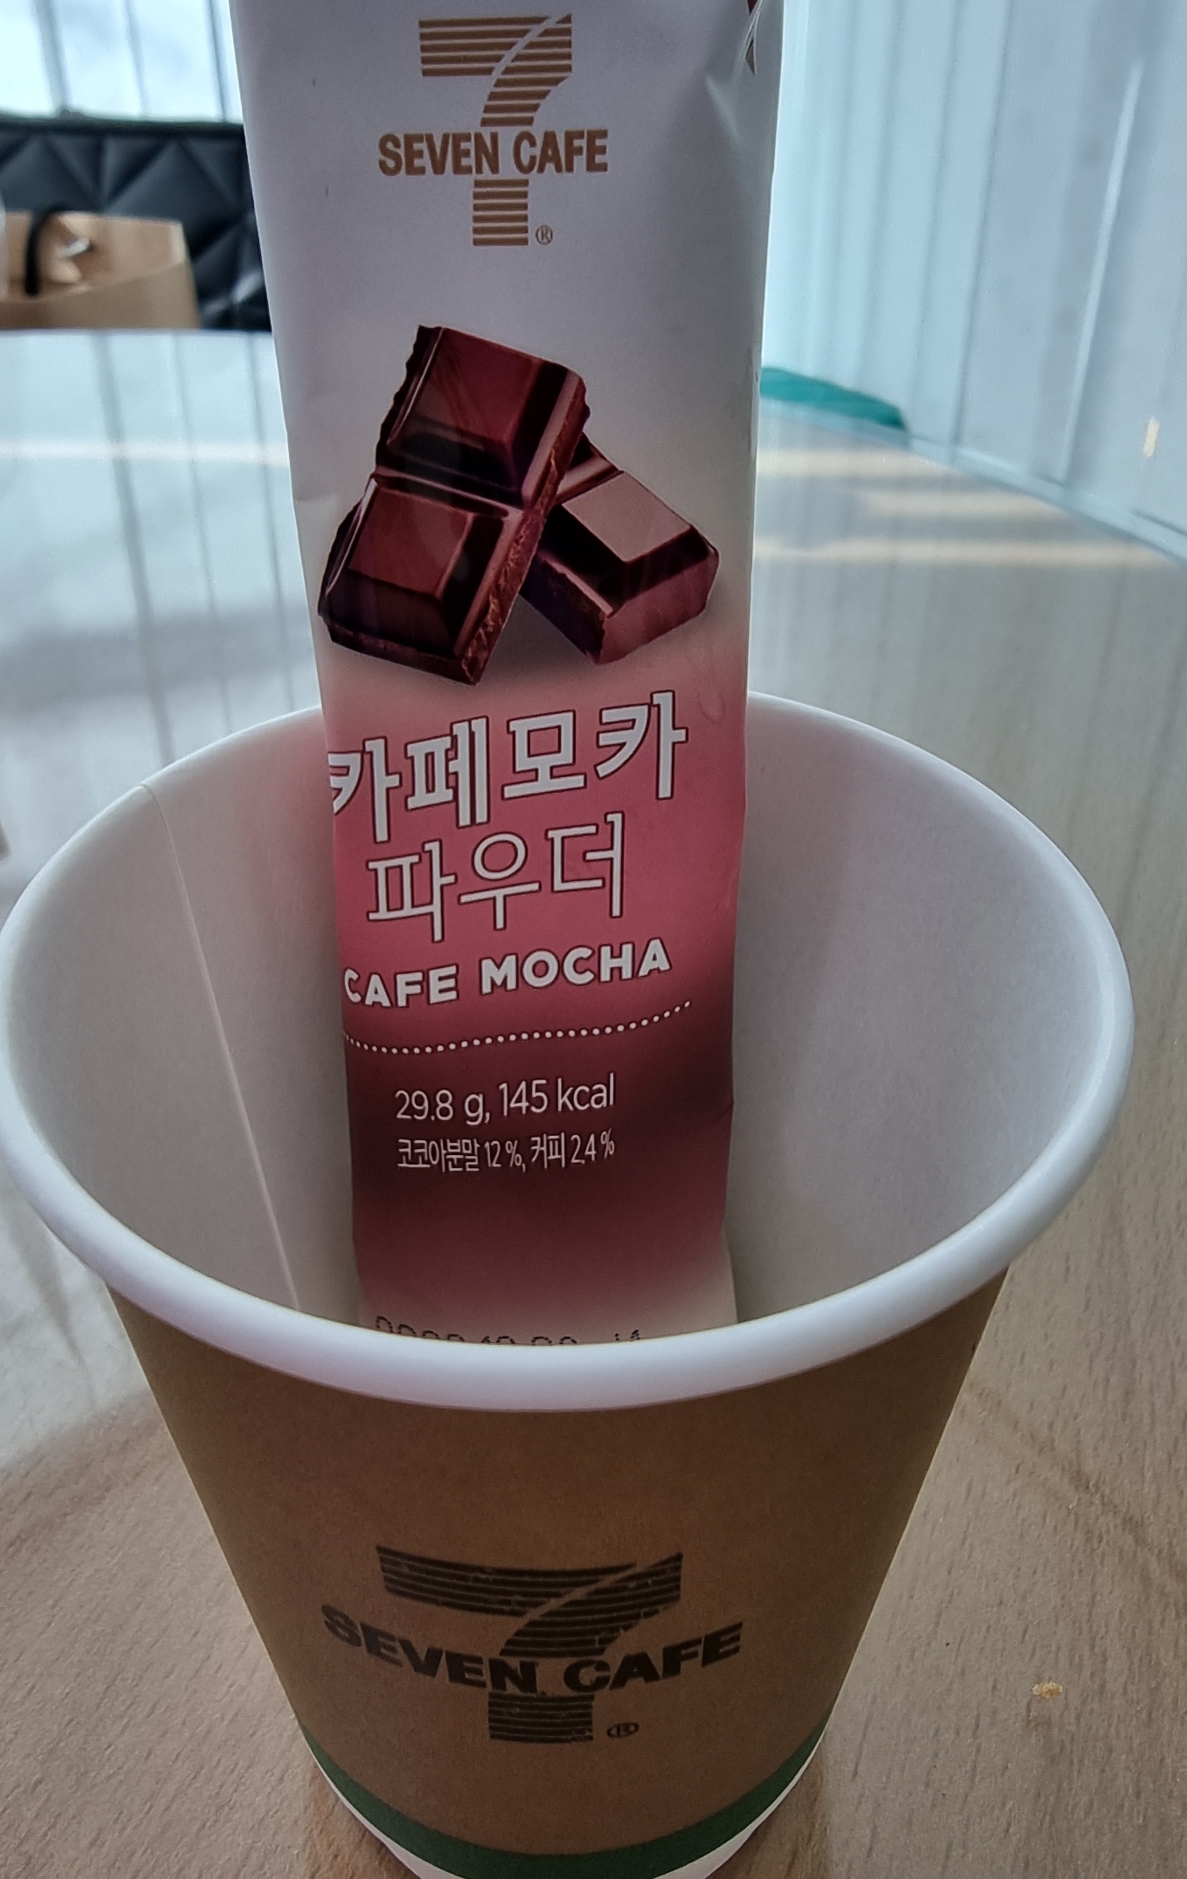 SEVEN CAFE
®
카페모카
파우더
CAFE MOCHA
29.8 g, 145 kcal
코코아분말 12 %, 커피 2.4 %
SEVEN CAFE
®